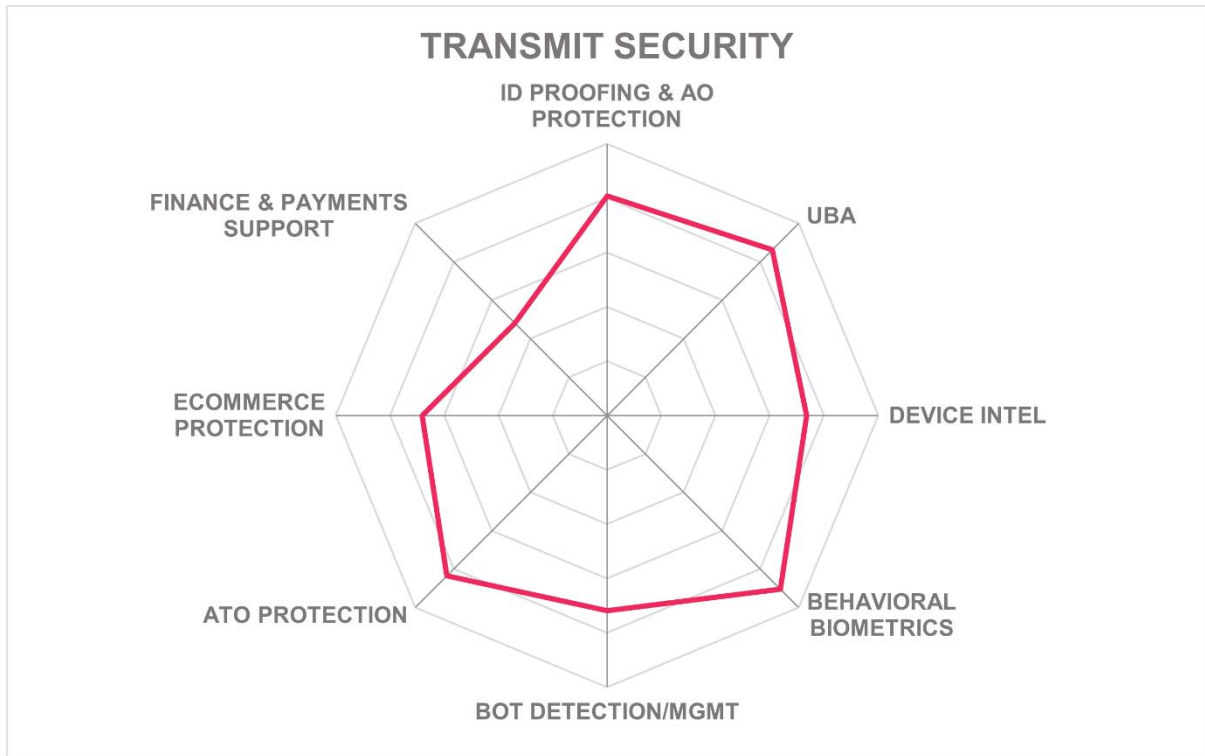 TRANSMIT SECURITY
ID PROOFING & AO
PROTECTION
FINANCE & PAYMENTS
SUPPORT
UBA
ECOMMERCE
PROTECTION
DEVICE INTEL
ATO PROTECTION
BEHAVIORAL
BIOMETRICS
BOT DETECTION/MGMT